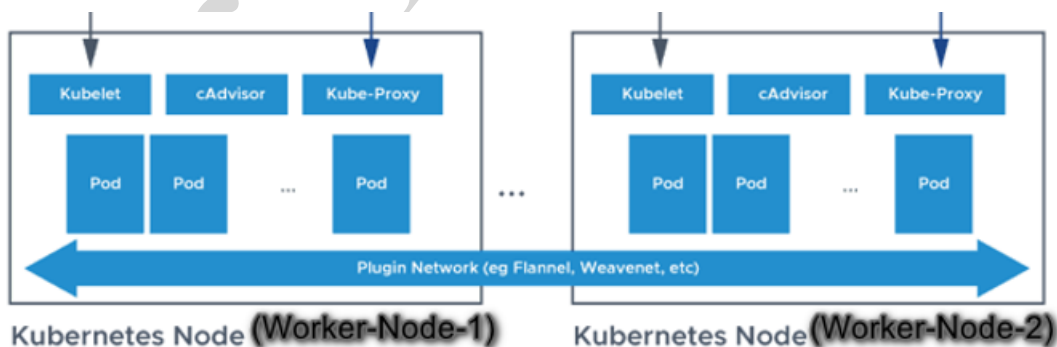 Kubelet
cAdvisor
Kube-Proxy
Pod
Pod
...
Pod
Kubernetes Node (Worker-Node-1)
...
Kubelet
cAdvisor
Kube-Proxy
Pod
Pod
...
Pod
Plugin Network (eg Flannel, Weavenet, etc)
Kubernetes Node (Worker-Node-2)